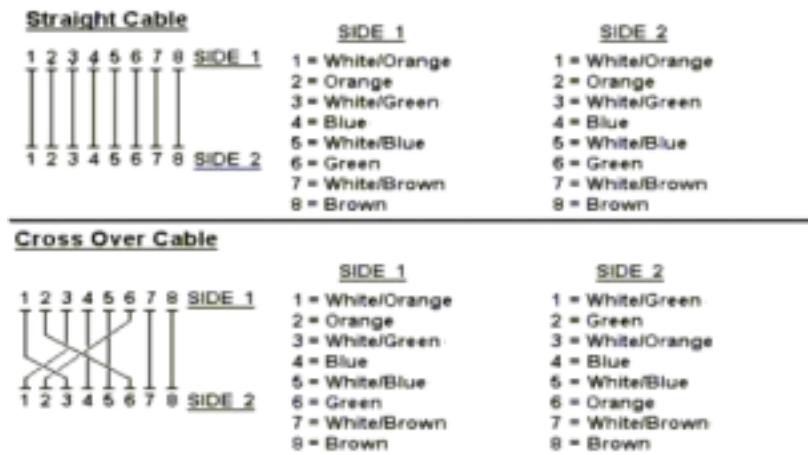 Straight Cable
1 2 3 4 5 6 7 8 SIDE 1
1 2 3 4 5 6 7 8 SIDE 2
SIDE 1
1 = White/Orange
2 = Orange
3 = White/Green
4 = Blue
5 = White/Blue
6 = Green
7 = White/Brown
8 = Brown
SIDE 2
1 = White/Orange
2 = Orange
3 = White/Green
4 = Blue
5 = White/Blue
6 = Green
7 = White/Brown
8 = Brown
Cross Over Cable
1 2 3 4 5 6 7 8 SIDE 1
1 2 3 4 5 6 7 8 SIDE 2
SIDE 1
1 = White/Orange
2 = Orange
3 = White/Green
4 = Blue
5 = White/Blue
6 = Green
7 = White/Brown
8 = Brown
SIDE 2
1 = White/Green
2 = Green
3 = White/Orange
4 = Blue
5 = White/Blue
6 = Orange
7 = White/Brown
8 = Brown